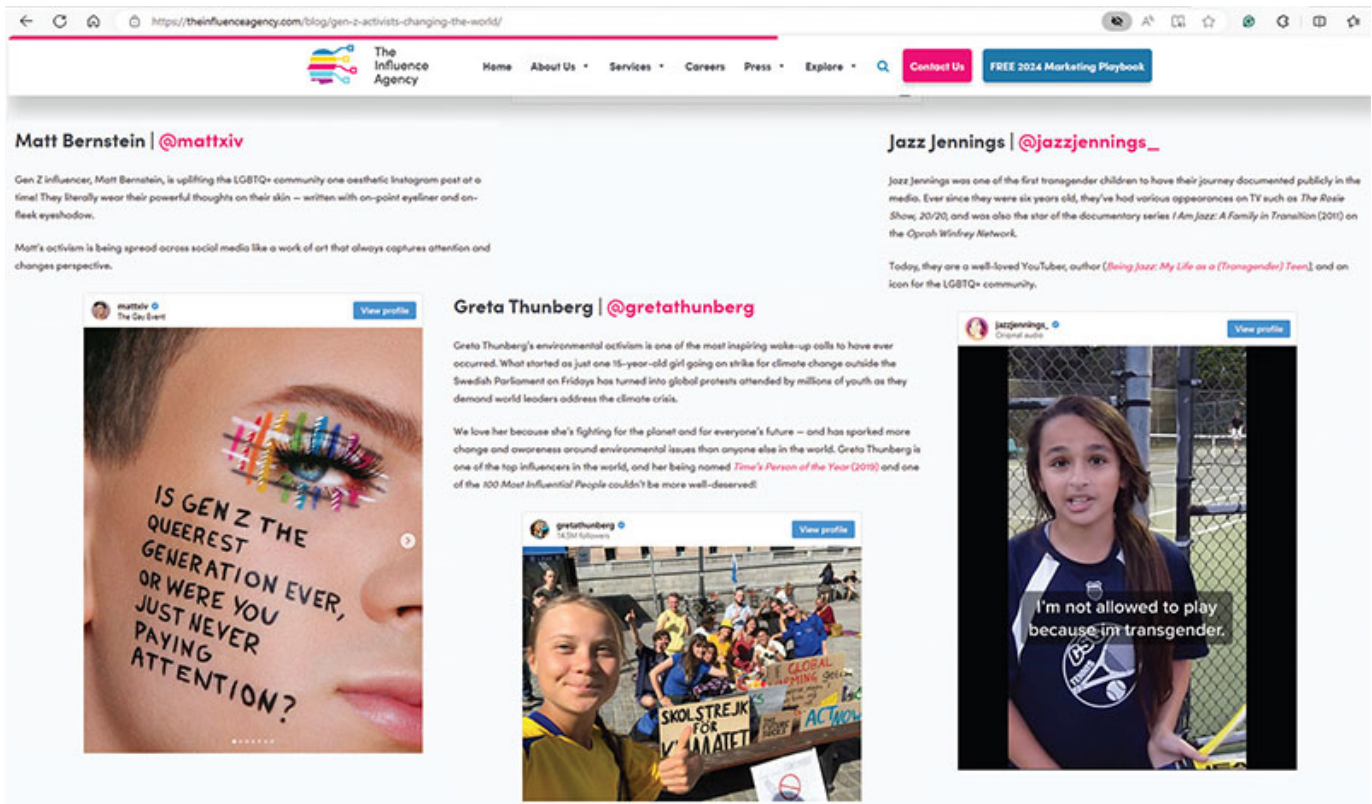 https://theinfluenceagency.com/blog/gen-z-activists-changing-the-world/
The
Influence
Agency
Home About Us Services Careers Press Explore Contact Us FREE 2024 Marketing Playbook
Matt Bernstein | @mattxiv
Gen Z influencer, Matt Bernstein, is uplifting the LGBTQ+ community one aesthetic Instagram post at a
time! They literally wear their powerful thoughts on their skin — written with on-point eyeliner and on-
fleek eyeshadow.
Matt's activism is being spread across social media like a work of art that always captures attention and
changes perspective.
mattxiv
The Gay Event
View profile
IS GEN Z THE
QUEEREST
GENERATION EVER,
OR WERE YOU
JUST NEVER
PAYING
ATTENTION?
Greta Thunberg | @gretathunberg
Greta Thunberg's environmental activism is one of the most inspiring wake-up calls to have ever
occurred. What started as just one 15-year-old girl going on strike for climate change outside the
Swedish Parliament on Fridays has turned into global protests attended by millions of youth as they
demand world leaders address the climate crisis.
We love her because she's fighting for the planet and for everyone's future — and has sparked more
change and awareness around environmental issues than anyone else in the world. Greta Thunberg is
one of the top influencers in the world, and her being named Time's Person of the Year (2019) and one
of the 100 Most Influential People couldn't be more well-deserved!
gretathunberg
14.5M followers
View profile
GLOBAL
SKOLSTREJK
FÖR
KLIMATET
ACT NOW
Jazz Jennings | @jazzjennings_
Jazz Jennings was one of the first transgender children to have their journey documented publicly in the
media. Ever since they were six years old, they've had various appearances on TV such as The Rosie
Show, 20/20, and was also the star of the documentary series I Am Jazz: A Family in Transition (2011) on
the Oprah Winfrey Network.
Today, they are a well-loved YouTuber, author (Being Jazz: My Life as a (Transgender) Teen), and an
icon for the LGBTQ+ community.
jazzjennings_
Original audio
View profile
I'm not allowed to play
because im transgender.
TENNIS